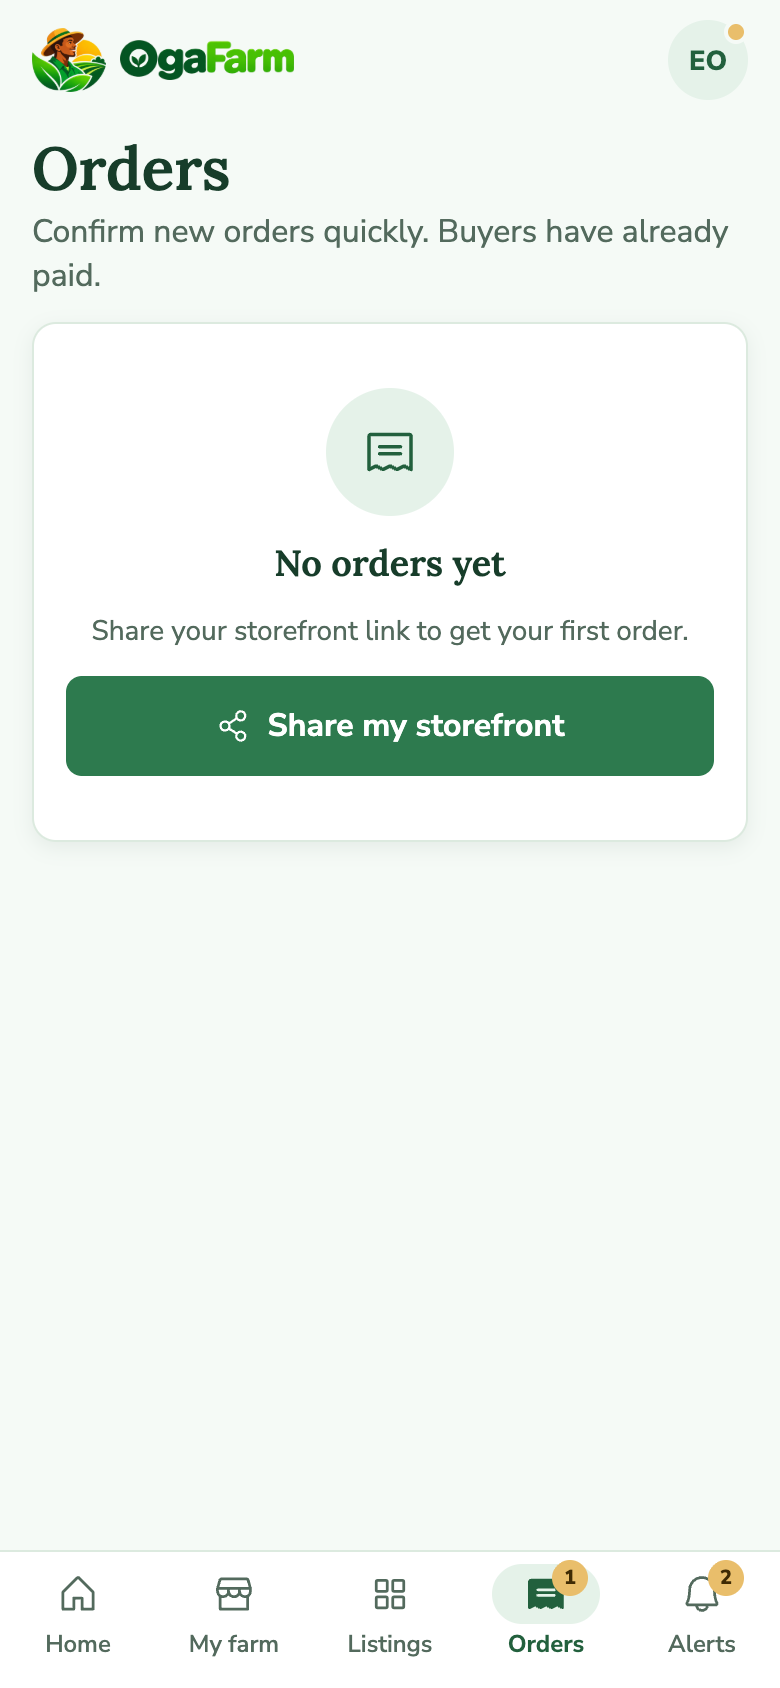 OgaFarm
EO
Orders
Confirm new orders quickly. Buyers have already
paid.
No orders yet
Share your storefront link to get your first order.
Share my storefront
1
2
Home
My farm
Listings
Orders
Alerts